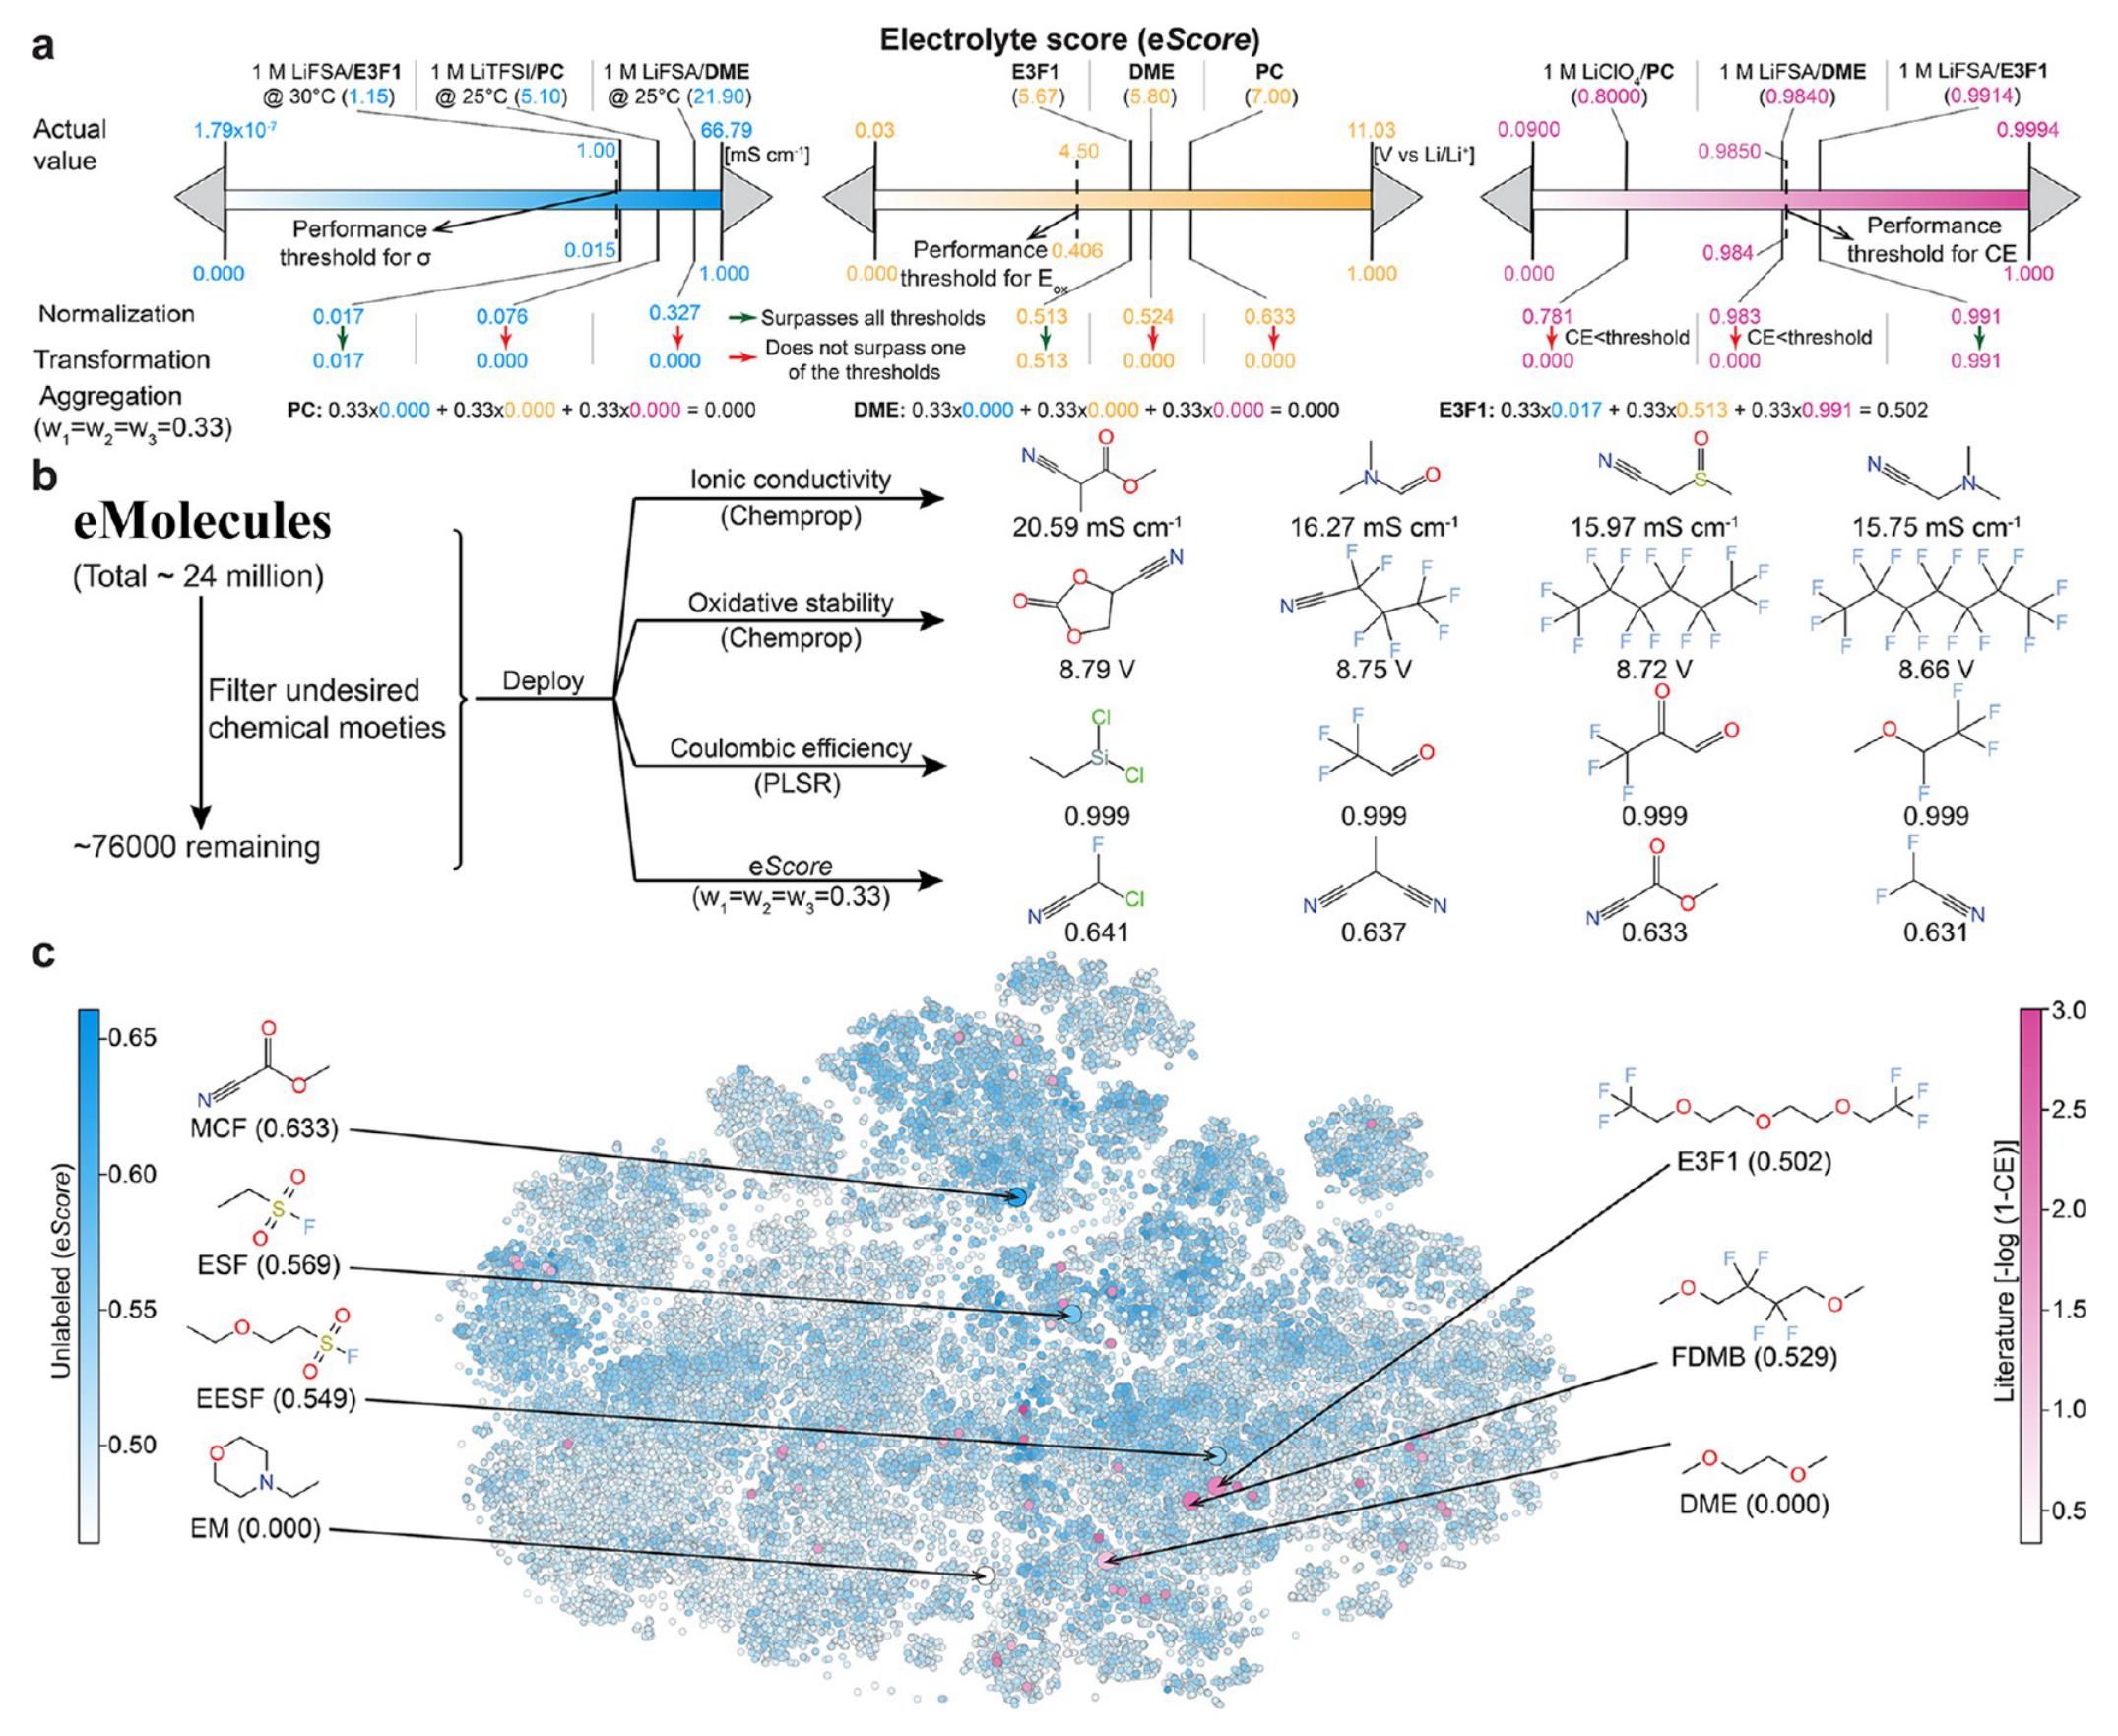 a
Electrolyte score (eScore)
1 M LiFSA/E3F1 @ 30°C (1.15)
1 M LiTFSI/PC @ 25°C (5.10)
1 M LiFSA/DME @ 25°C (21.90)
E3F1 (5.67)
DME (5.80)
PC (7.00)
1 M LiClO4/PC (0.8000)
1 M LiFSA/DME (0.9840)
1 M LiFSA/E3F1 (0.9914)
Actual value
1.79x10⁻⁷
1.00
66.79
[mS cm⁻¹]
0.03
4.50
11.03
[V vs Li/Li⁺]
0.0900
0.9850
0.9994
Performance threshold for σ
0.015
0.000
1.000
Performance threshold for Eox
0.406
0.000
1.000
0.984
Performance threshold for CE
0.000
1.000
Normalization
0.017
0.076
0.327
Surpasses all thresholds
0.513
0.524
0.633
0.781
0.983
0.991
CE<threshold
CE<threshold
Transformation
0.017
0.000
0.000
Does not surpass one of the thresholds
0.513
0.000
0.000
0.000
0.000
0.991
Aggregation
(w₁=w₂=w₃=0.33)
PC: 0.33x0.000 + 0.33x0.000 + 0.33x0.000 = 0.000
DME: 0.33x0.000 + 0.33x0.000 + 0.33x0.000 = 0.000
E3F1: 0.33x0.017 + 0.33x0.513 + 0.33x0.991 = 0.502
b
eMolecules
(Total ~ 24 million)
Filter undesired chemical moeties
~76000 remaining
Deploy
Ionic conductivity
(Chemprop)
N O O
N O
N O S
N N
20.59 mS cm⁻¹
16.27 mS cm⁻¹
15.97 mS cm⁻¹
15.75 mS cm⁻¹
Oxidative stability
(Chemprop)
O O O N
N F F F F F F F
F F F F F F F F F F F F F F
F F F F F F F F F F F F F F F F
8.79 V
8.75 V
8.72 V
8.66 V
Coulombic efficiency
(PLSR)
Cl Si Cl
F F F O
O F F F O
O F F F F
0.999
0.999
0.999
0.999
eScore
(w₁=w₂=w₃=0.33)
F N Cl
N N
O N O
F F N
0.641
0.637
0.633
0.631
c
Unlabeled (eScore)
0.65
0.60
0.55
0.50
O N O
MCF (0.633)
O S O F
ESF (0.569)
O O S O F
EESF (0.549)
O N
EM (0.000)
F F F O O O F F F
E3F1 (0.502)
O F F F F O
FDMB (0.529)
O O
DME (0.000)
Literature [-log (1-CE)]
3.0
2.5
2.0
1.5
1.0
0.5